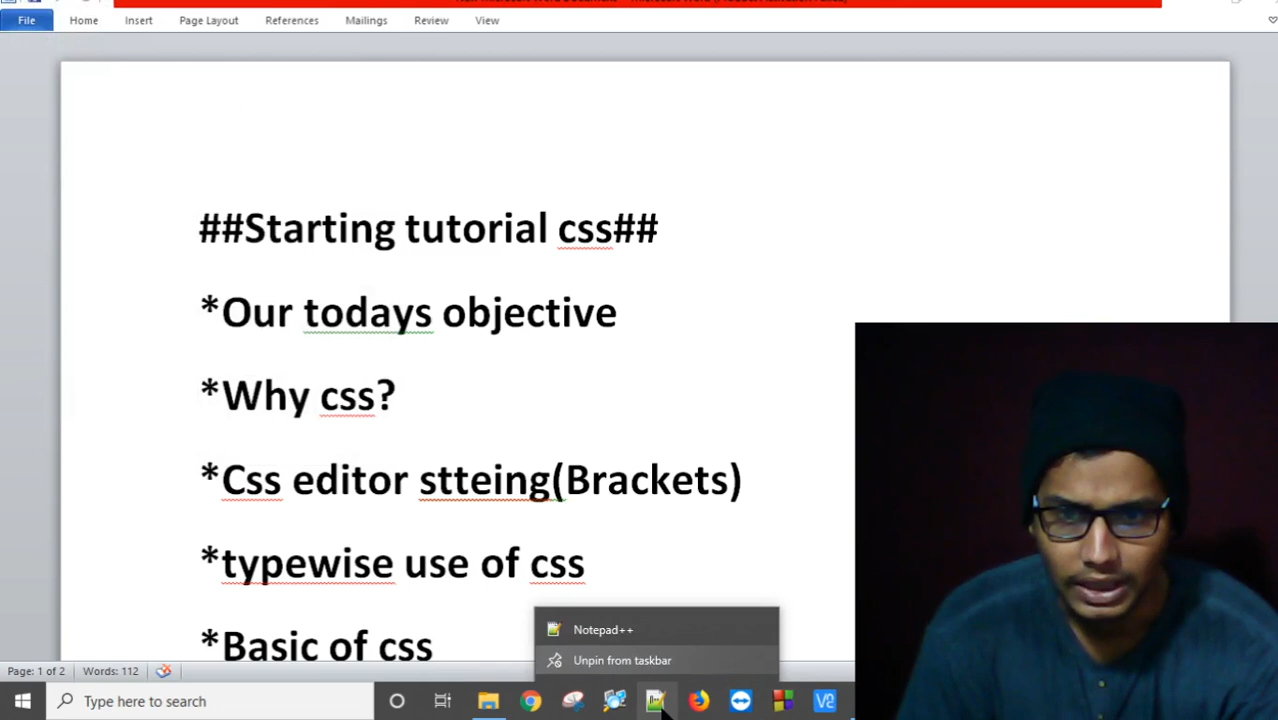 File Home Insert Page Layout References Mailings Review View
##Starting tutorial css##
*Our todays objective
*Why css?
*Css editor stteing(Brackets)
*typewise use of css
*Basic of css
Notepad++
Unpin from taskbar
Page: 1 of 2 Words: 112
Type here to search